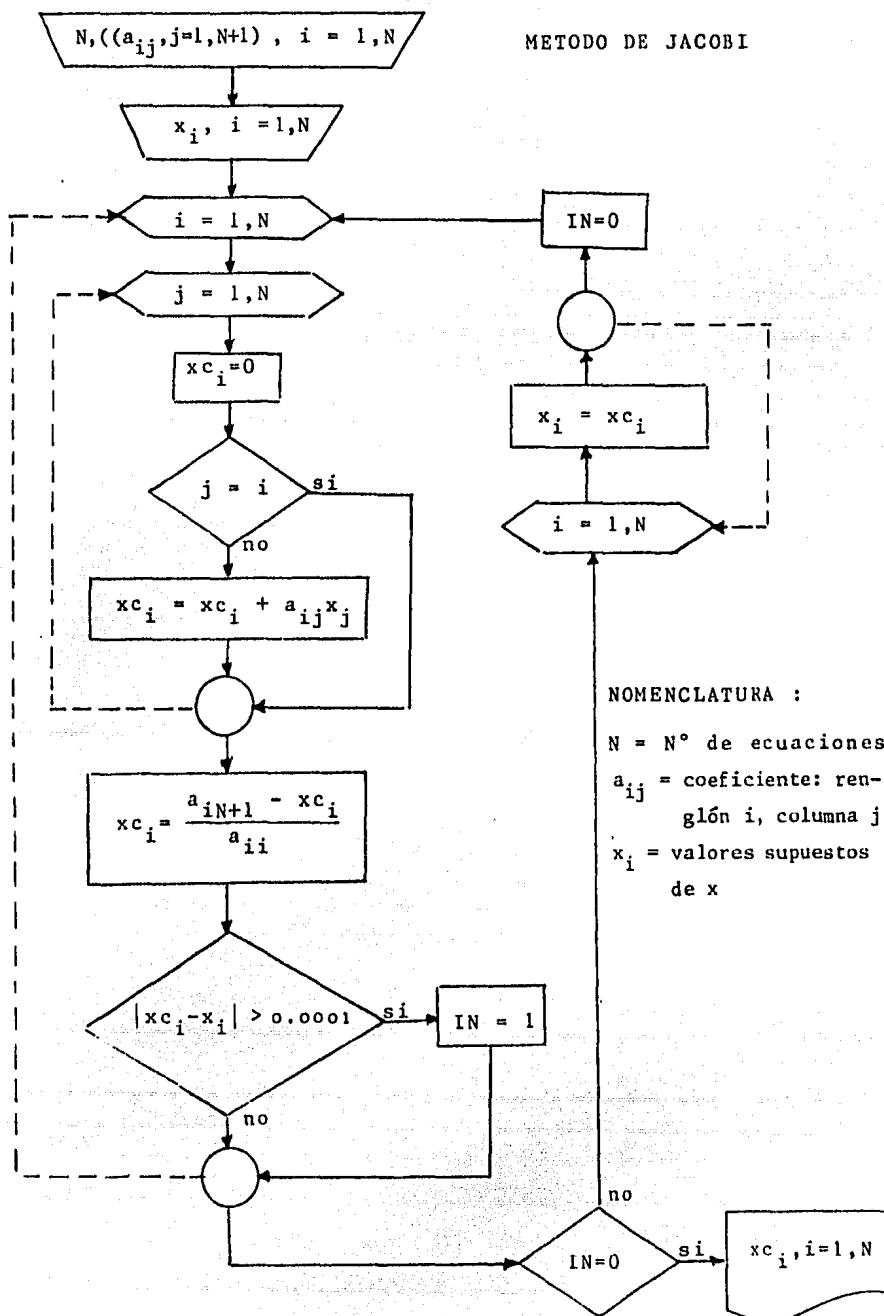 METODO DE JACOBI
N,((a_ij,j=1,N+1) , i = 1,N
x_i, i =1,N
i = 1,N
j = 1,N
xc_i=0
j = i
si
no
xc_i = xc_i + a_ij x_j
xc_i = (a_iN+1 - xc_i) / a_ii
|xc_i-x_i| > 0.0001
si
IN = 1
no
IN=0
si
xc_i,i=1,N
no
i = 1,N
x_i = xc_i
IN=0
NOMENCLATURA :
N = N° de ecuaciones
a_ij = coeficiente: ren-
glón i, columna j
x_i = valores supuestos
de x